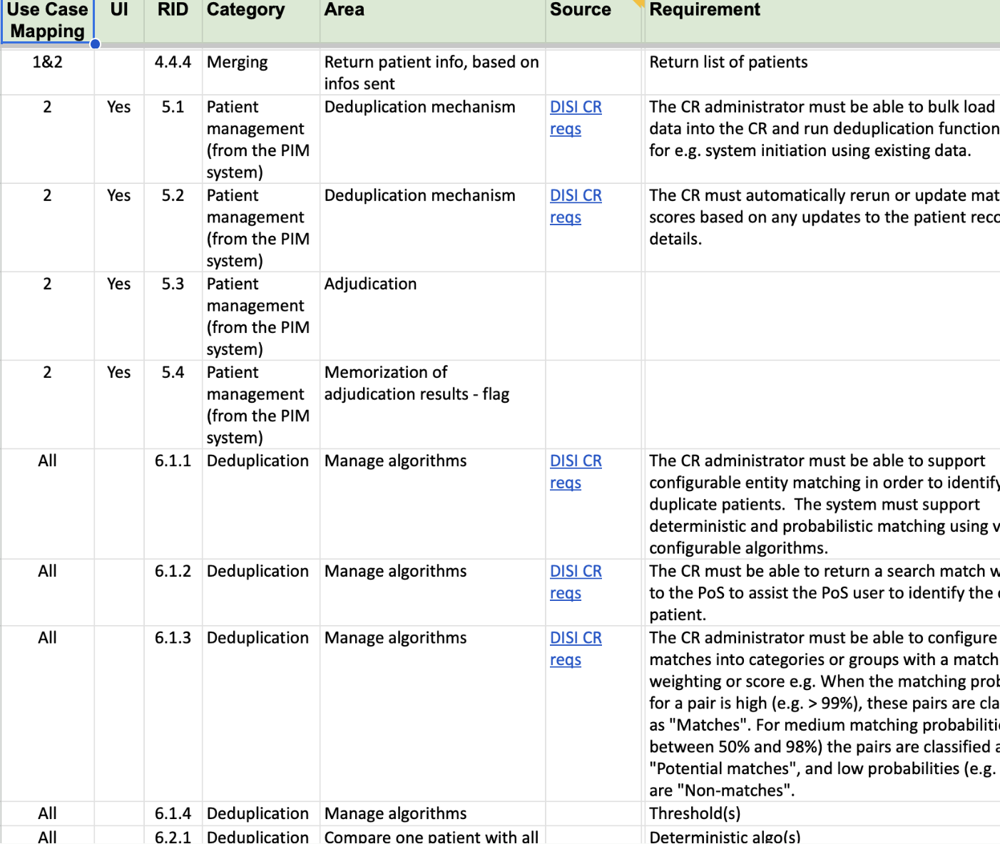 Use Case Mapping | UI | RID | Category | Area | Source | Requirement
1&2 | | 4.4.4 | Merging | Return patient info, based on infos sent | | Return list of patients
2 | Yes | 5.1 | Patient management (from the PIM system) | Deduplication mechanism | DISI CR reqs | The CR administrator must be able to bulk load data into the CR and run deduplication function for e.g. system initiation using existing data.
2 | Yes | 5.2 | Patient management (from the PIM system) | Deduplication mechanism | DISI CR reqs | The CR must automatically rerun or update scores based on any updates to the patient details.
2 | Yes | 5.3 | Patient management (from the PIM system) | Adjudication | |
2 | Yes | 5.4 | Patient management (from the PIM system) | Memorization of adjudication results - flag | |
All | | 6.1.1 | Deduplication | Manage algorithms | DISI CR reqs | The CR administrator must be able to support configurable entity matching in order to identify duplicate patients. The system must support deterministic and probabilistic matching using configurable algorithms.
All | | 6.1.2 | Deduplication | Manage algorithms | DISI CR reqs | The CR must be able to return a search match to the PoS to assist the PoS user to identify the patient.
All | | 6.1.3 | Deduplication | Manage algorithms | DISI CR reqs | The CR administrator must be able to configure matches into categories or groups with a match weighting or score e.g. When the matching for a pair is high (e.g. > 99%), these pairs are as "Matches". For medium matching between 50% and 98%) the pairs are classified "Potential matches", and low probabilities (e.g. are "Non-matches".
All | | 6.1.4 | Deduplication | Manage algorithms | | Threshold(s)
All | | 6.2.1 | Deduplication | Compare one patient with all | | Deterministic algo(s)